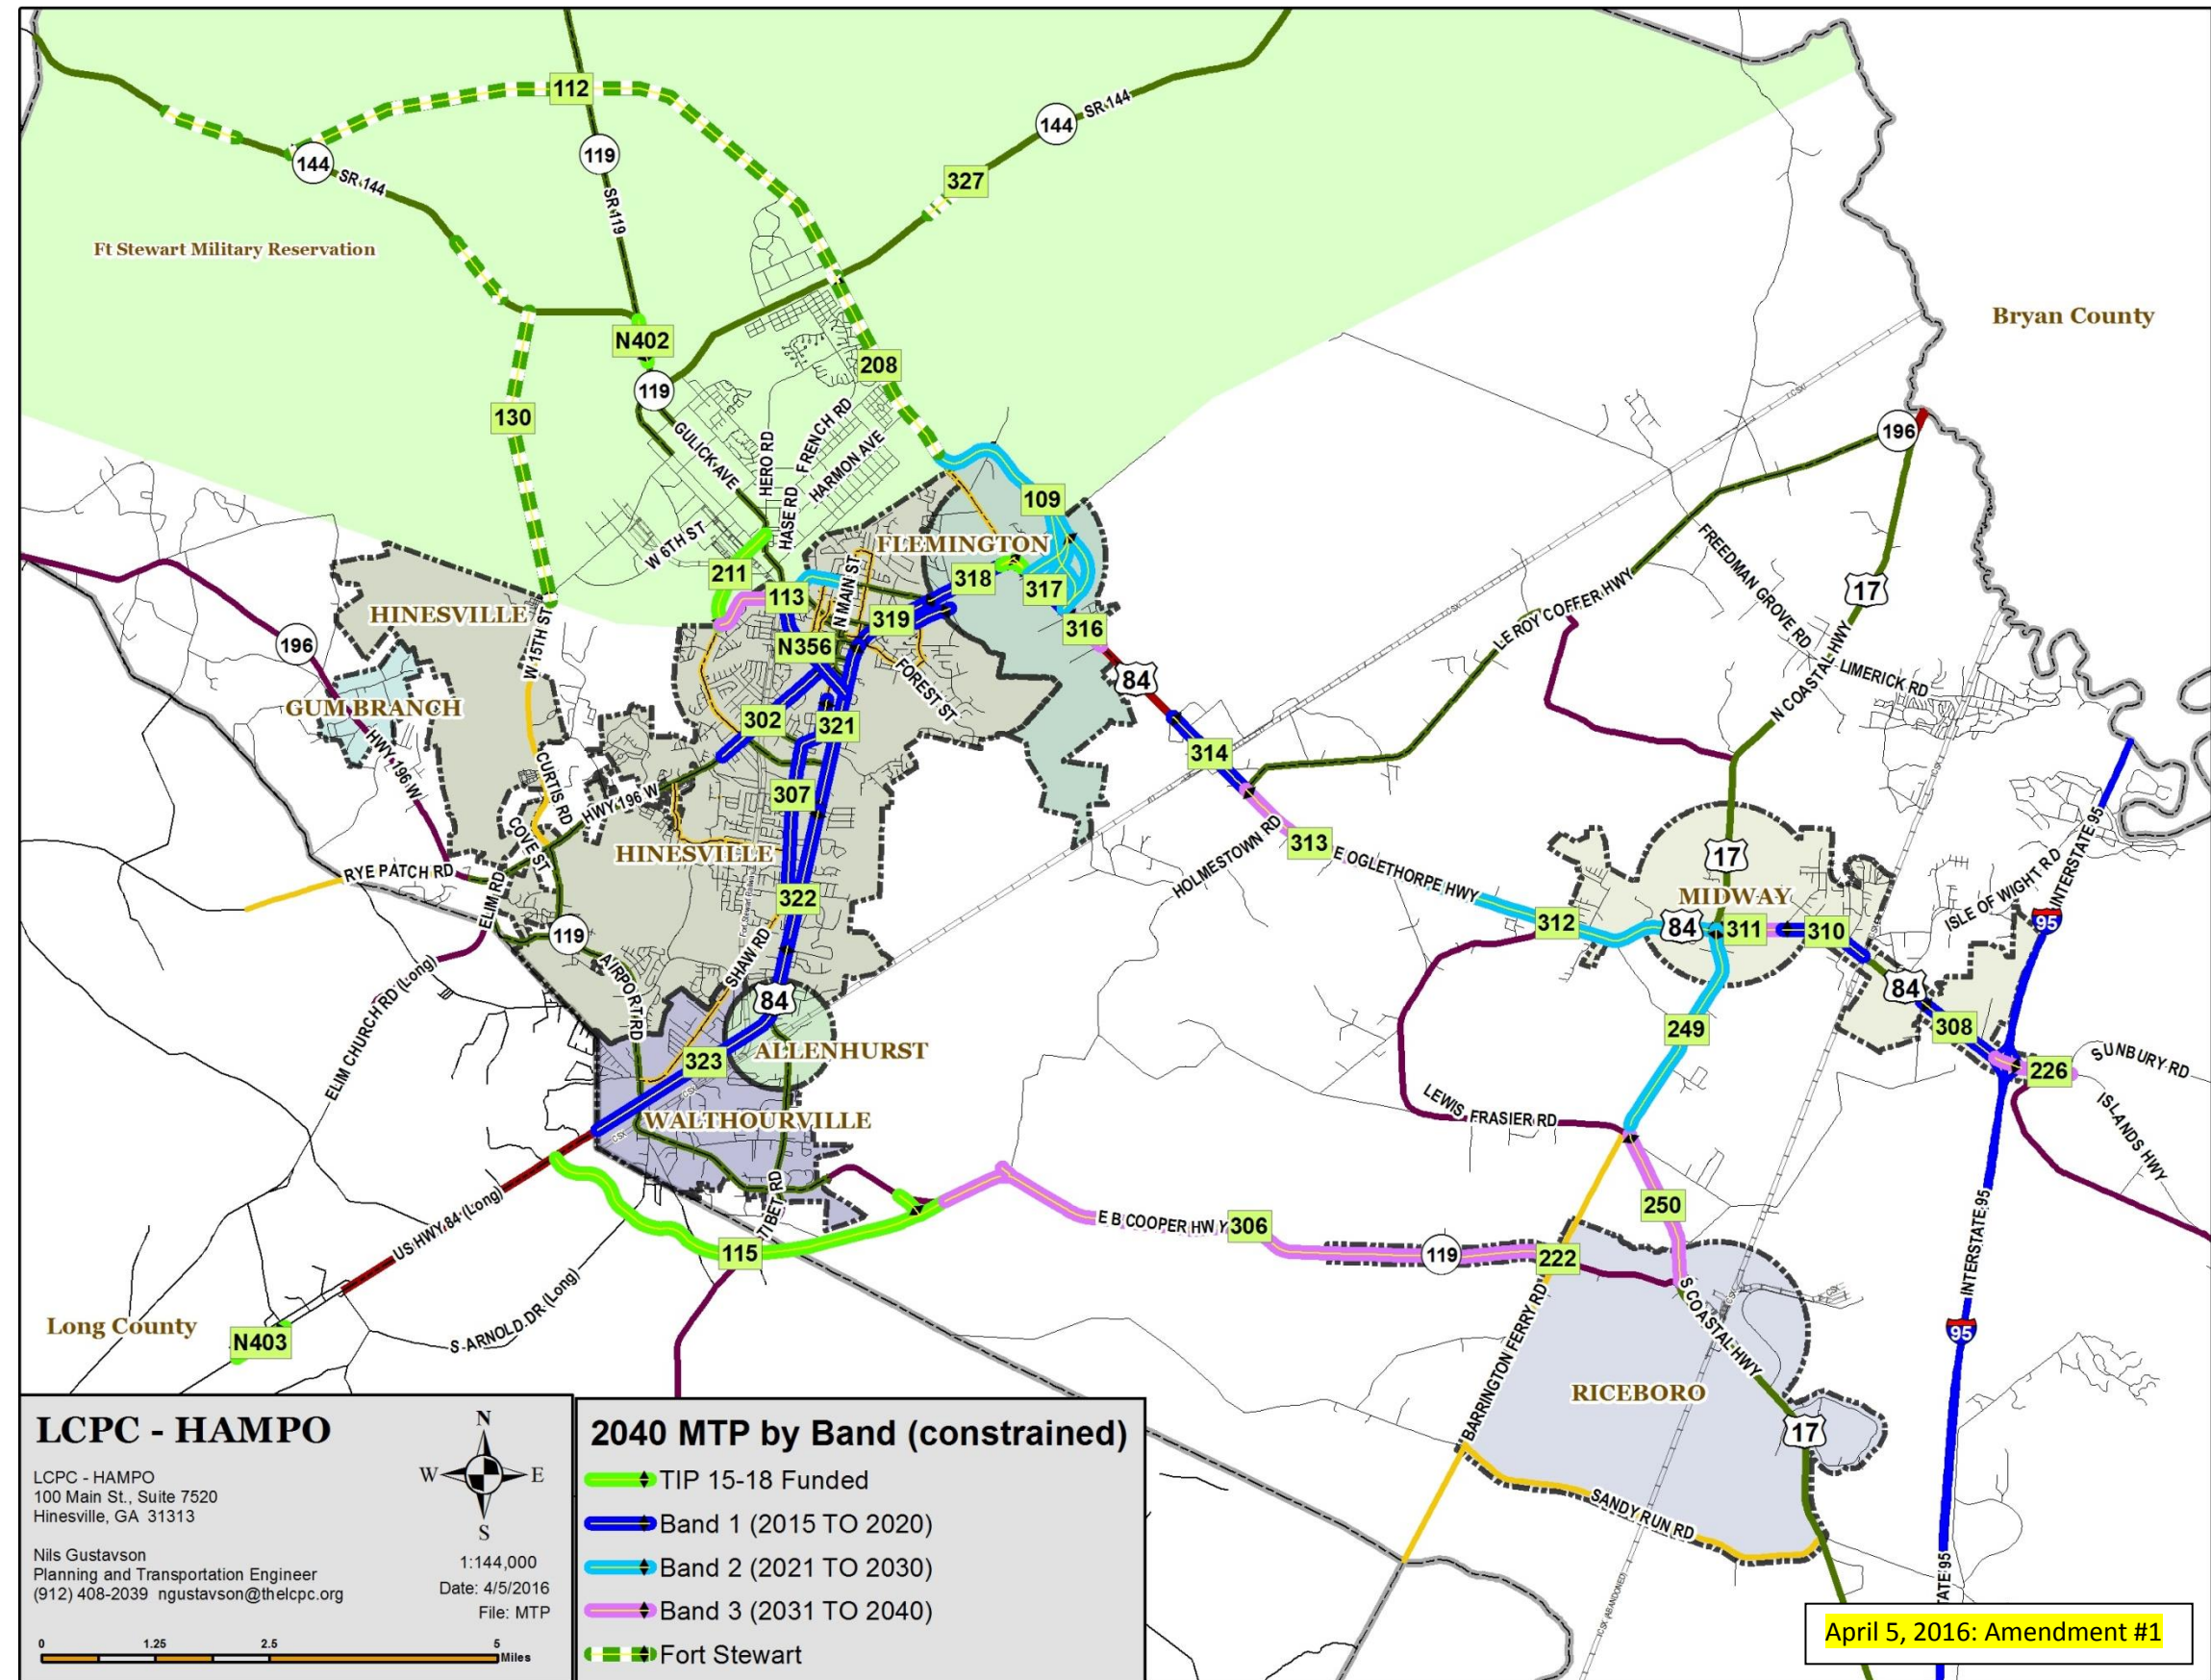 112
144
SR 144
119
SR 119
327
144
SR 144
Ft Stewart Military Reservation
Bryan County
N402
119
208
130
196
GULICK AVE
HERO RD
FRENCH RD
HASE RD
HARMON AVE
W 6TH ST
109
FLEMINGTON
211
113
N MAIN ST
318
317
319
316
N356
FOREST ST
HINESVILLE
W 15TH ST
196
GUM BRANCH
HWY 196 W
CURTIS RD
COVE ST
HWY 196 W
302
321
307
84
314
313
LEROY COFFER HWY
FREEDMAN GROVE RD
17
N COASTAL HWY
LIMERICK RD
CSX
HOLMESTOWN RD
E OGLETHORPE HWY
HINESVILLE
RYE PATCH RD
ELIM RD
119
AIRPORT RD
322
Fort Stewart Railway
SHAW RD
84
323
ALLENHURST
WALTHOURVILLE
CSX
312
84
17
MIDWAY
311
310
84
308
226
ISLE OF WIGHT RD
INTERSTATE 95
95
SUNBURY RD
ISLANDS HWY
249
LEWIS FRASIER RD
250
ELIM CHURCH RD (Long)
US HWY 84 (Long)
S ARNOLD DR (Long)
TIBET RD
115
E B COOPER HWY
306
119
222
BARRINGTON FERRY RD
S COASTAL HWY
RICEBORO
17
SANDY RUN RD
CSX (ABANDONED)
INTERSTATE 95
95
Long County
N403
LCPC - HAMPO
LCPC - HAMPO
100 Main St., Suite 7520
Hinesville, GA 31313
Nils Gustavson
Planning and Transportation Engineer
(912) 408-2039 ngustavson@thelcpc.org
N
W
E
S
1:144,000
Date: 4/5/2016
File: MTP
0 1.25 2.5 5
Miles
2040 MTP by Band (constrained)
TIP 15-18 Funded
Band 1 (2015 TO 2020)
Band 2 (2021 TO 2030)
Band 3 (2031 TO 2040)
Fort Stewart
April 5, 2016: Amendment #1